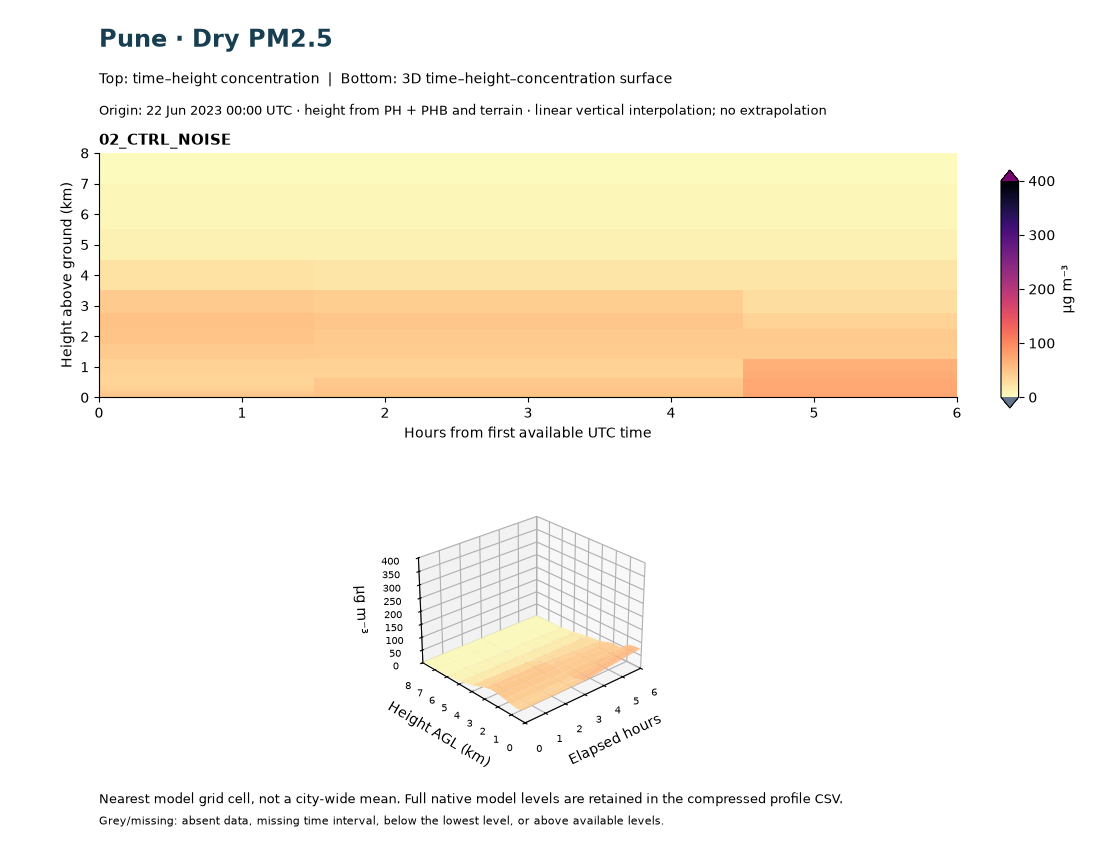 Pune · Dry PM2.5
Top: time–height concentration | Bottom: 3D time–height–concentration surface
Origin: 22 Jun 2023 00:00 UTC · height from PH + PHB and terrain · linear vertical interpolation; no extrapolation
02_CTRL_NOISE
8
7
6
5
4
3
2
1
0
Height above ground (km)
0 1 2 3 4 5 6
Hours from first available UTC time
400
300
200
100
0
µg m⁻³
400
350
300
250
200
150
100
50
0
µg m⁻³
8 7 6 5 4 3 2 1 0
Height AGL (km)
0 1 2 3 4 5 6
Elapsed hours
Nearest model grid cell, not a city-wide mean. Full native model levels are retained in the compressed profile CSV.
Grey/missing: absent data, missing time interval, below the lowest level, or above available levels.